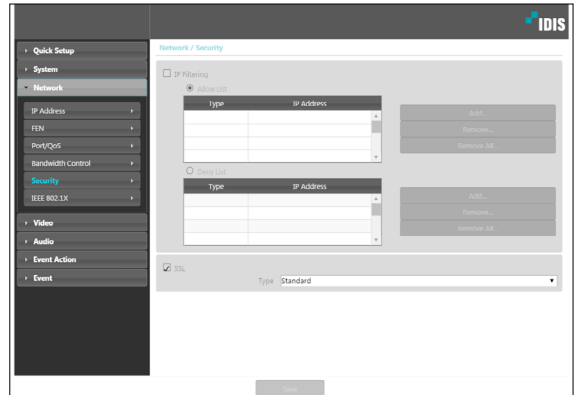 IDIS
Quick Setup
System
Network
IP Address
FEN
Port/QoS
Bandwidth Control
Security
IEEE 802.1X
Video
Audio
Event Action
Event
Network / Security
IP Filtering
Allow List
Type IP Address
Add...
Remove...
Remove All...
Deny List
Type IP Address
Add...
Remove...
Remove All...
SSL
Type Standard
Save